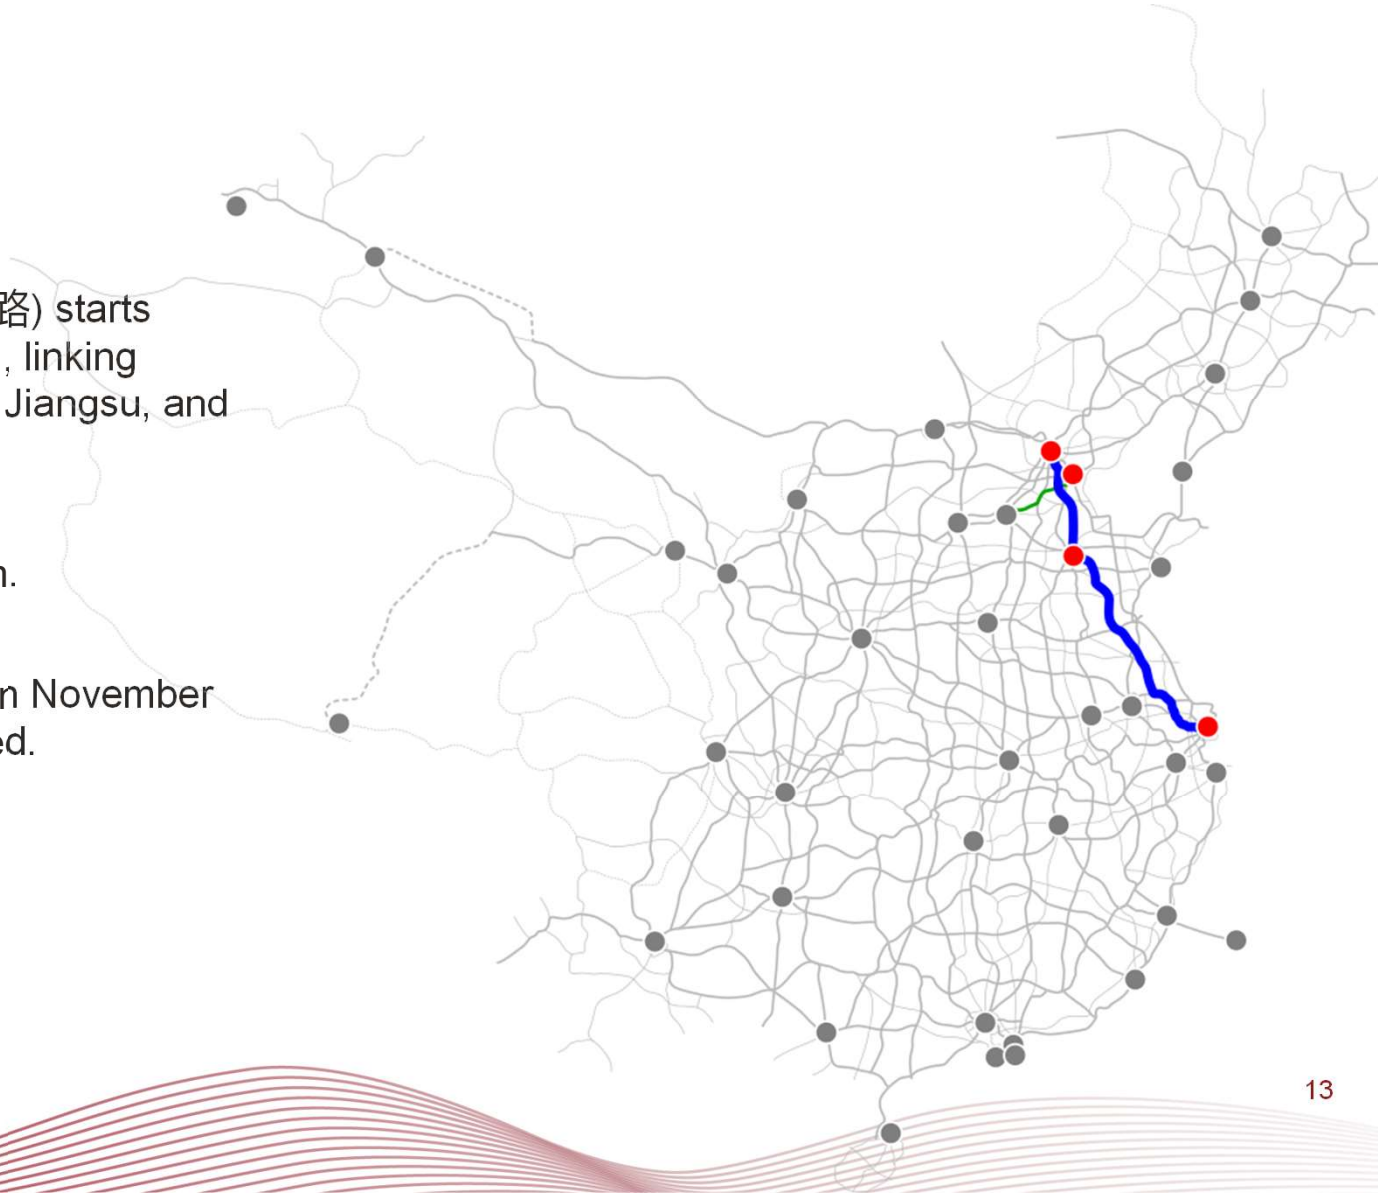 路) starts
, linking
Jiangsu, and
n.
n November
ed.
13